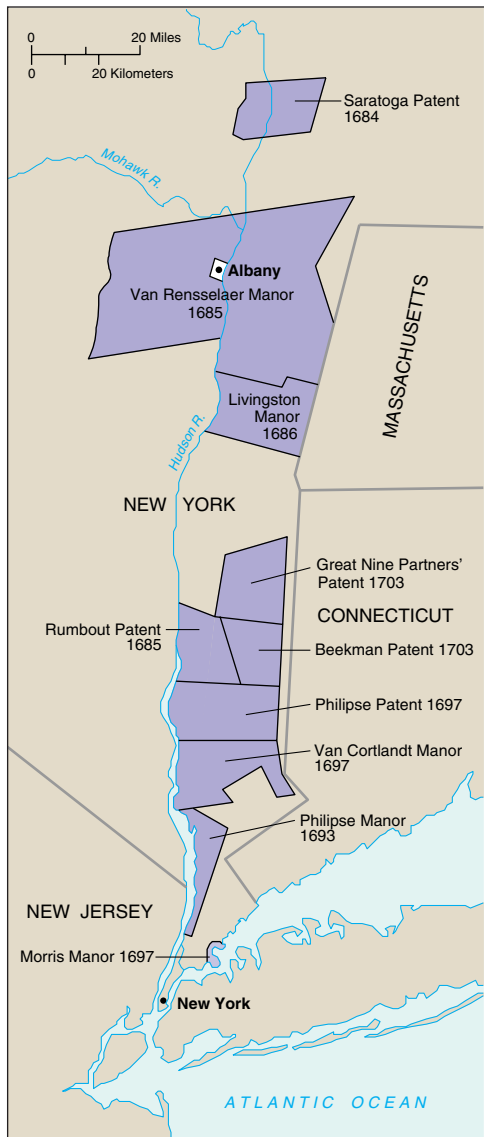 0 20 Miles
0 20 Kilometers
Saratoga Patent
1684
Mohawk R.
Albany
Van Rensselaer Manor
1685
MASSACHUSETTS
Livingston
Manor
1686
Hudson R.
NEW YORK
Great Nine Partners'
Patent 1703
CONNECTICUT
Rumbout Patent
1685
Beekman Patent 1703
Philipse Patent 1697
Van Cortlandt Manor
1697
Philipse Manor
1693
NEW JERSEY
Morris Manor 1697
New York
ATLANTIC OCEAN